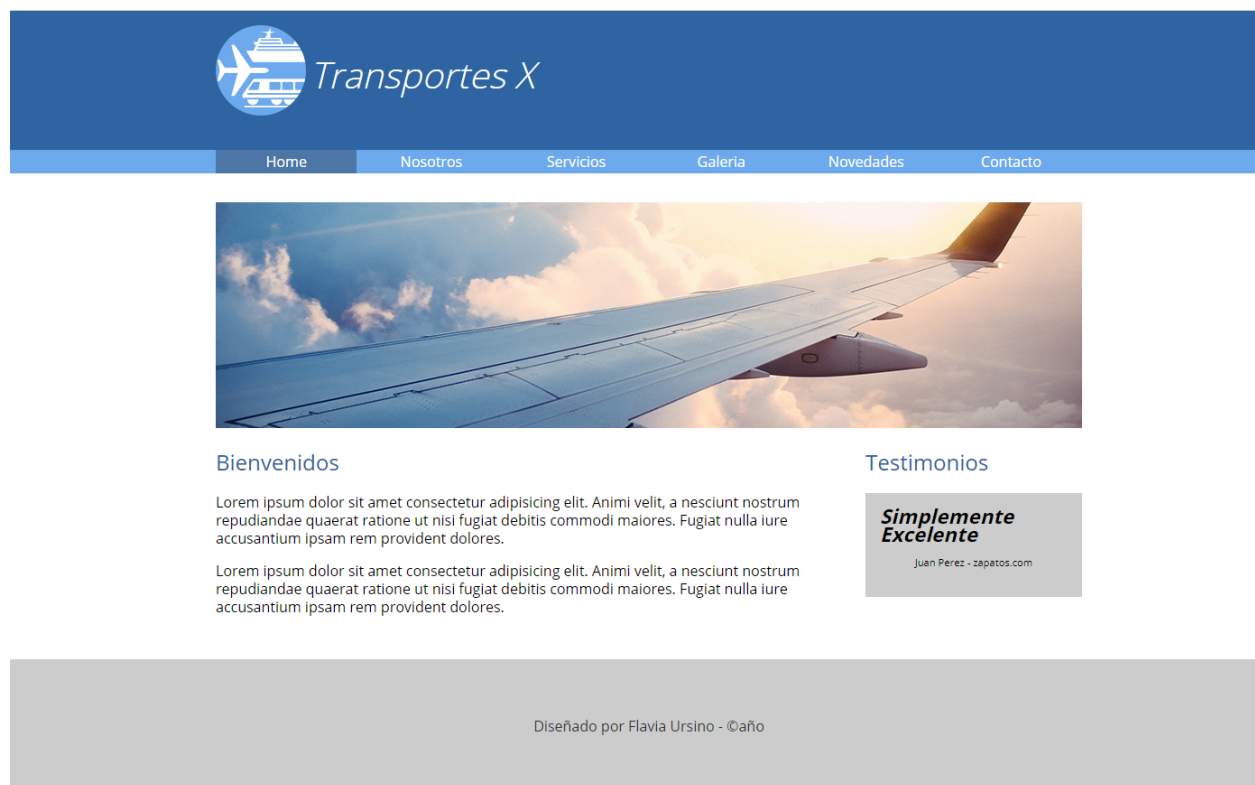 Transportes X
Home Nosotros Servicios Galeria Novedades Contacto
Bienvenidos
Lorem ipsum dolor sit amet consectetur adipisicing elit. Animi velit, a nesciunt nostrum
repudiandae quaerat ratione ut nisi fugiat debitis commodi maiores. Fugiat nulla iure
accusantium ipsam rem provident dolores.
Lorem ipsum dolor sit amet consectetur adipisicing elit. Animi velit, a nesciunt nostrum
repudiandae quaerat ratione ut nisi fugiat debitis commodi maiores. Fugiat nulla iure
accusantium ipsam rem provident dolores.
Testimonios
Simplemente
Excelente
Juan Perez - zapatos.com
Diseñado por Flavia Ursino - ©año